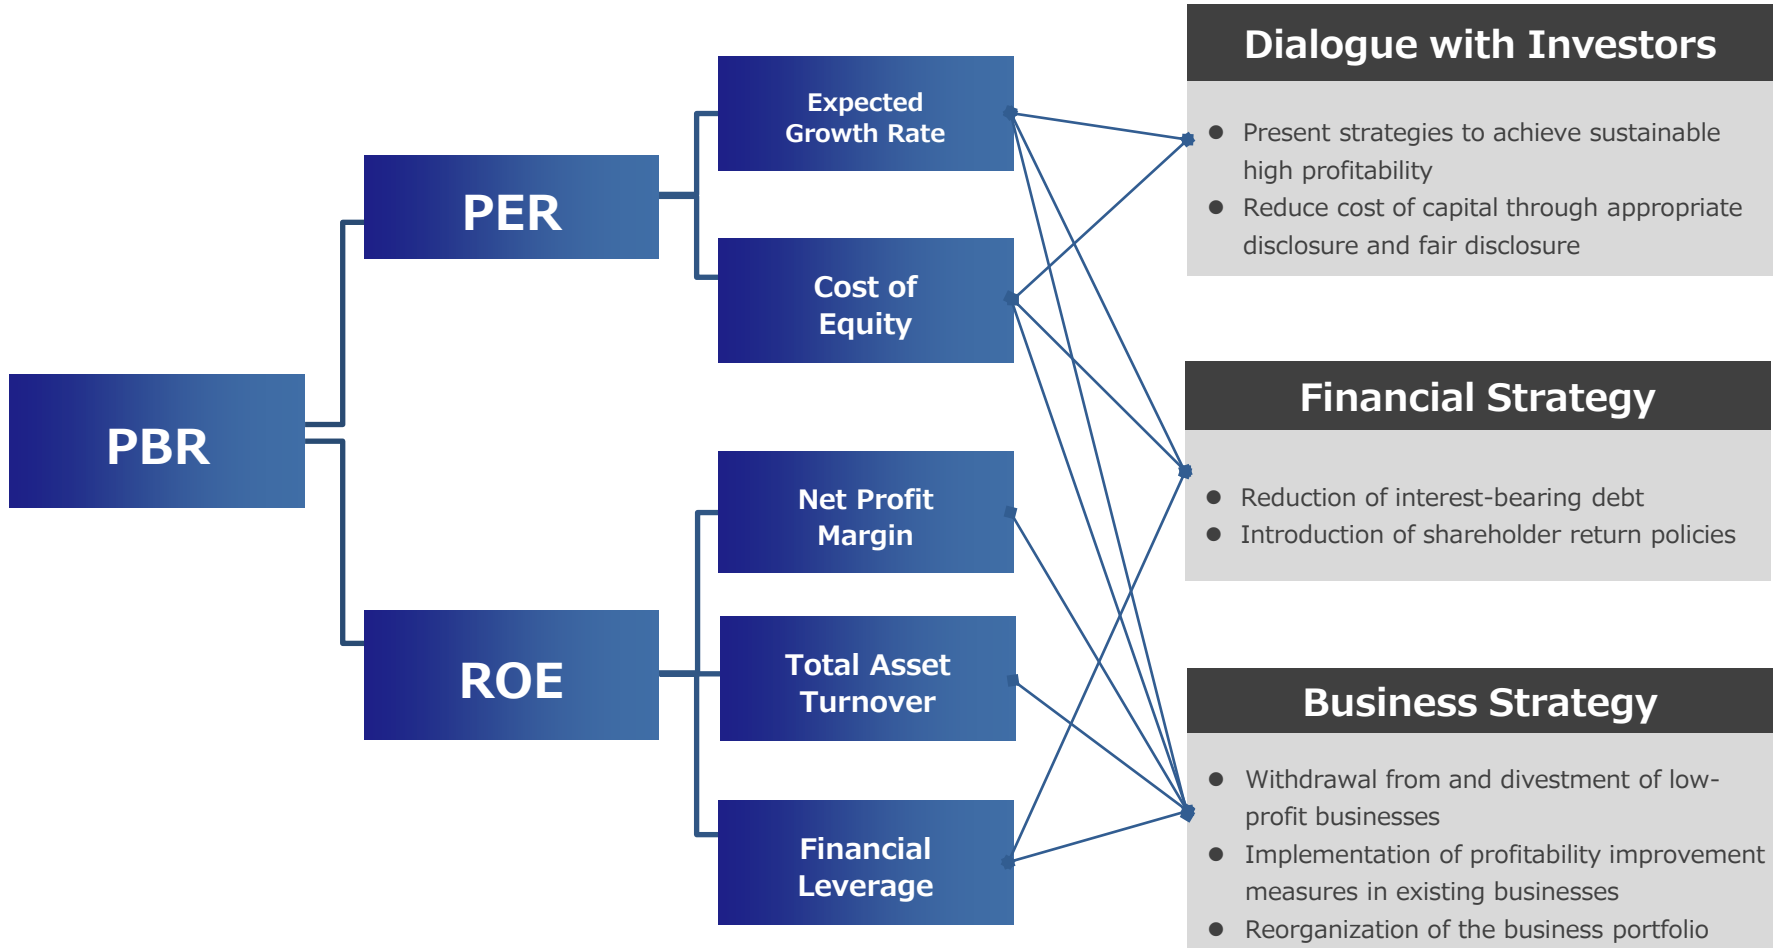 PBR
PER
ROE
Expected
Growth Rate
Cost of
Equity
Net Profit
Margin
Total Asset
Turnover
Financial
Leverage
Dialogue with Investors
● Present strategies to achieve sustainable
high profitability
● Reduce cost of capital through appropriate
disclosure and fair disclosure
Financial Strategy
● Reduction of interest-bearing debt
● Introduction of shareholder return policies
Business Strategy
● Withdrawal from and divestment of low-
profit businesses
● Implementation of profitability improvement
measures in existing businesses
● Reorganization of the business portfolio